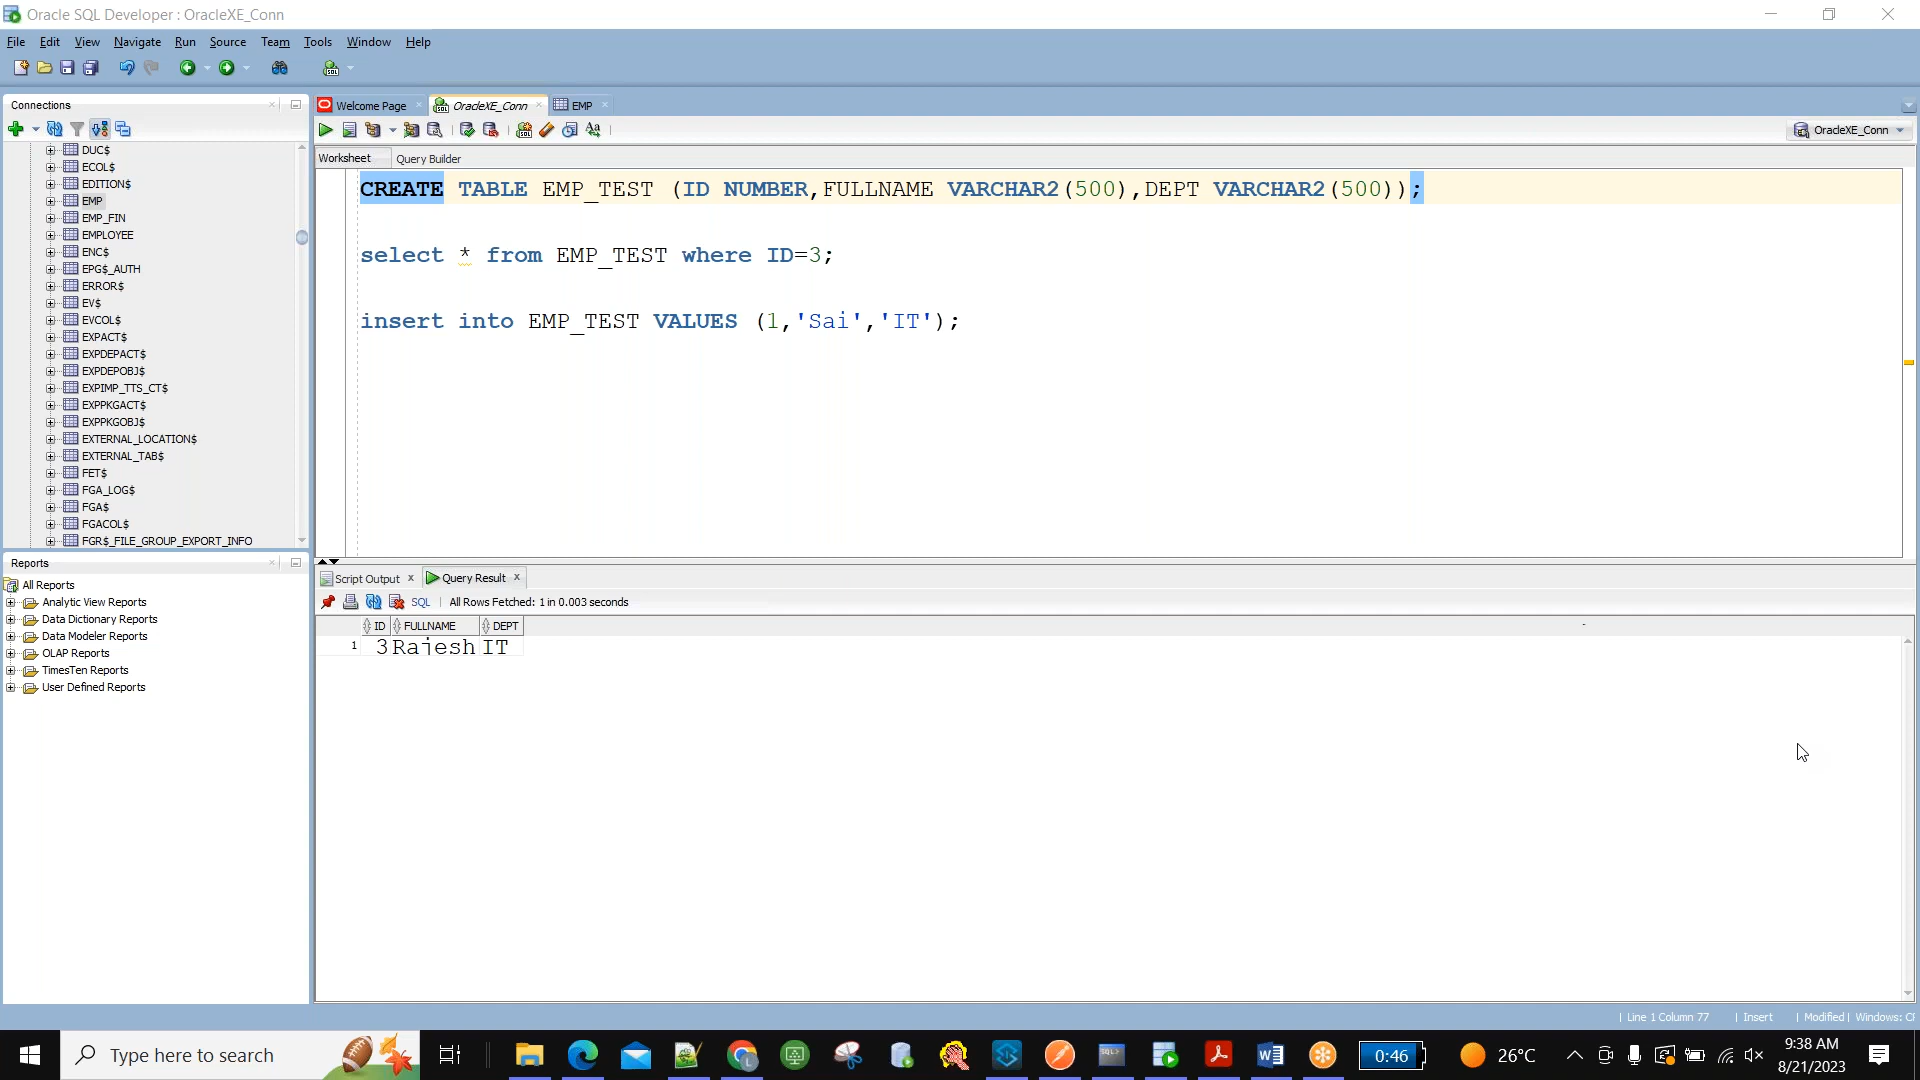 Oracle SQL Developer : OracleXE_Conn
File Edit View Navigate Run Source Team Tools Window Help
Connections
Welcome Page
OracleXE_Conn
EMP
OracleXE_Conn
Worksheet
Query Builder
DUC$
ECOL$
EDITION$
EMP
EMP_FIN
EMPLOYEE
ENC$
EPG$_AUTH
ERROR$
EV$
EVCOL$
EXPACT$
EXPDEPACT$
EXPDEPOBJ$
EXPIMP_TTS_CT$
EXPPKGACT$
EXPPKGOBJ$
EXTERNAL_LOCATION$
EXTERNAL_TAB$
FET$
FGA_LOG$
FGA$
FGACOL$
FGR$_FILE_GROUP_EXPORT_INFO
CREATE TABLE EMP_TEST (ID NUMBER,FULLNAME VARCHAR2(500),DEPT VARCHAR2(500));
select * from EMP_TEST where ID=3;
insert into EMP_TEST VALUES (1,'Sai','IT');
Reports
All Reports
Analytic View Reports
Data Dictionary Reports
Data Modeler Reports
OLAP Reports
TimesTen Reports
User Defined Reports
Script Output
Query Result
SQL
All Rows Fetched: 1 in 0.003 seconds
ID FULLNAME DEPT
1 3 Rajesh IT
Line 1 Column 77
Insert
Modified
Windows: CF
Type here to search
0:46
26°C
9:38 AM
8/21/2023